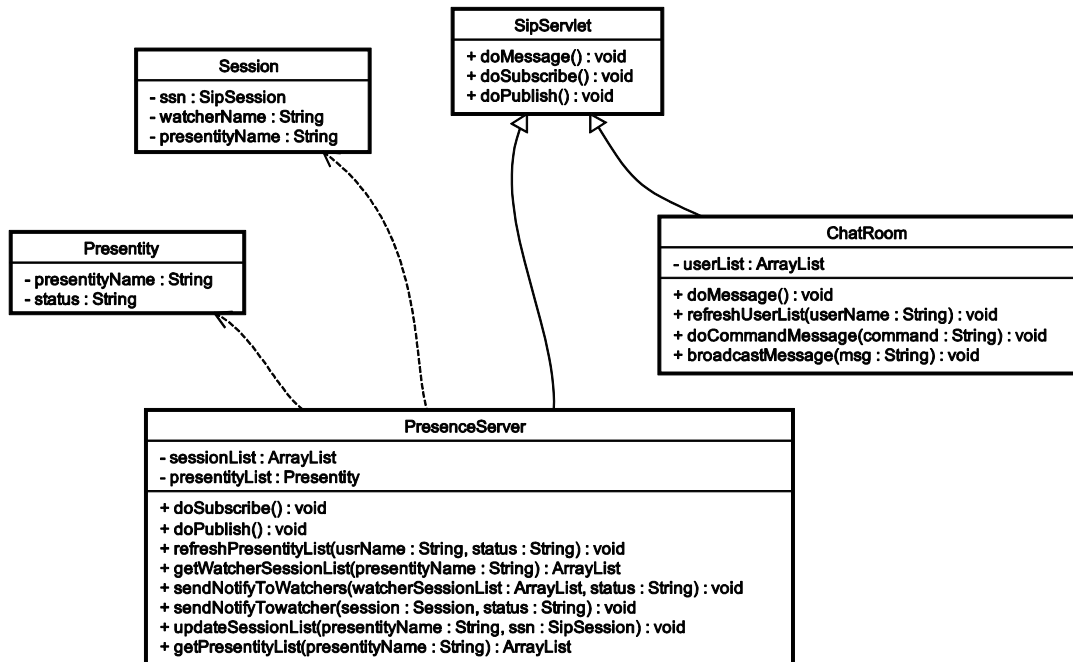 SipServlet
+ doMessage() : void
+ doSubscribe() : void
+ doPublish() : void
Session
- ssn : SipSession
- watcherName : String
- presentityName : String
Presentity
- presentityName : String
- status : String
ChatRoom
- userList : ArrayList
+ doMessage() : void
+ refreshUserList(userName : String) : void
+ doCommandMessage(command : String) : void
+ broadcastMessage(msg : String) : void
PresenceServer
- sessionList : ArrayList
- presentityList : Presentity
+ doSubscribe() : void
+ doPublish() : void
+ refreshPresentityList(usrName : String, status : String) : void
+ getWatcherSessionList(presentityName : String) : ArrayList
+ sendNotifyToWatchers(watcherSessionList : ArrayList, status : String) : void
+ sendNotifyTowatcher(session : Session, status : String) : void
+ updateSessionList(presentityName : String, ssn : SipSession) : void
+ getPresentityList(presentityName : String) : ArrayList